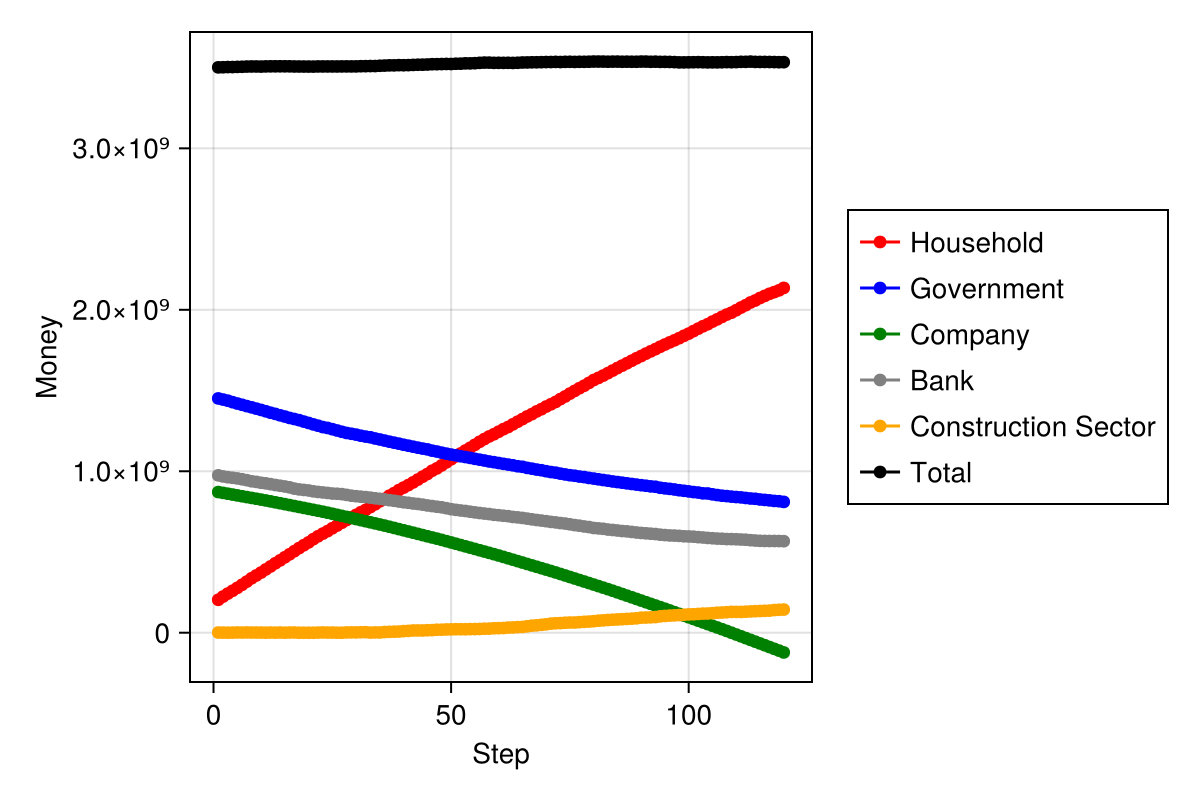 3.0×10⁹
2.0×10⁹
1.0×10⁹
0
Money
0 50 100
Step
Household
Government
Company
Bank
Construction Sector
Total